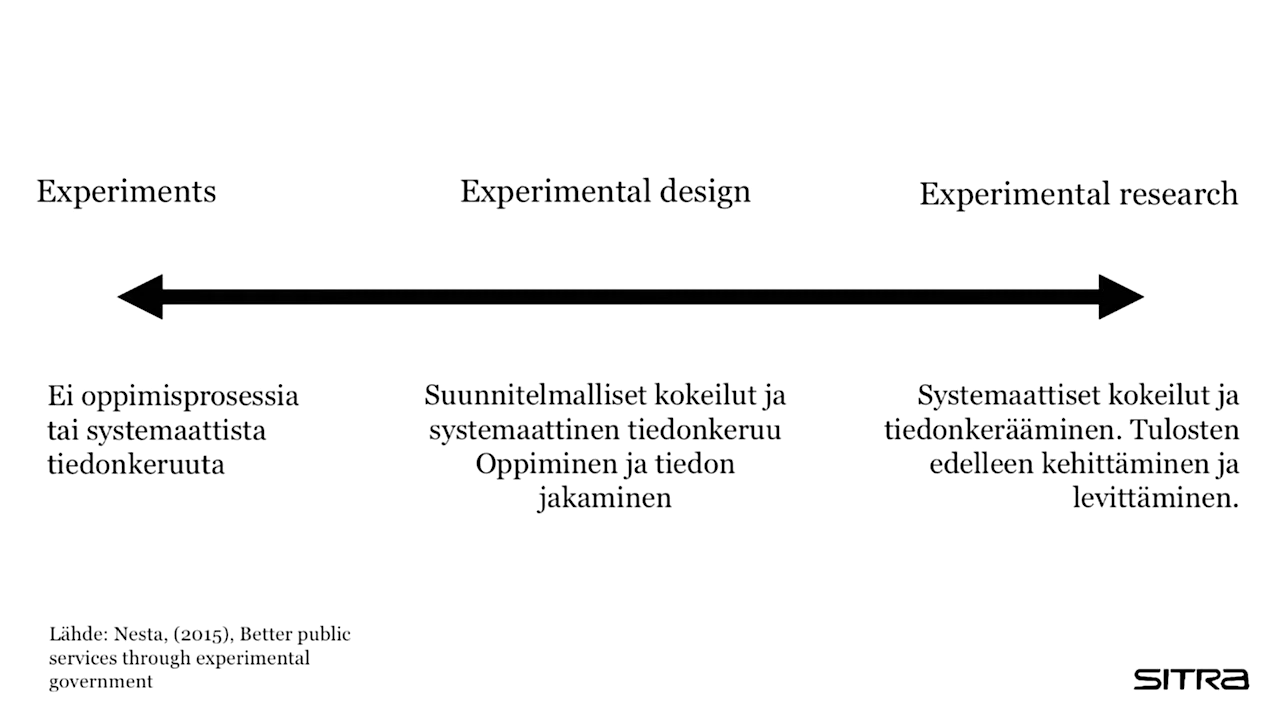 Experiments
Experimental design
Experimental research
Ei oppimisprosessia
tai systemaattista
tiedonkeruuta
Suunnitelmalliset kokeilut ja
systemaattinen tiedonkeruu
Oppiminen ja tiedon
jakaminen
Systemaattiset kokeilut ja
tiedonkerääminen. Tulosten
edelleen kehittäminen ja
levittäminen.
Lähde: Nesta, (2015), Better public
services through experimental
government
SITRA